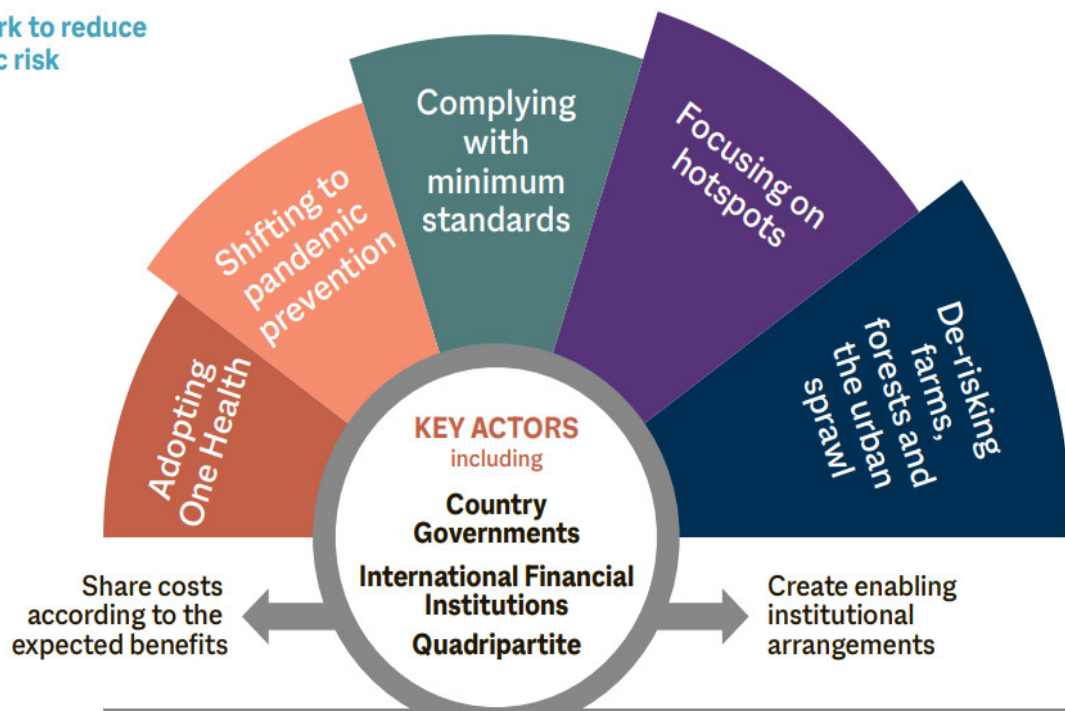 rk to reduce
c risk
Adopting
One Health
Shifting to
pandemic
prevention
Complying
with
minimum
standards
Focusing on
hotspots
De-risking
farms,
forests and
the urban
sprawl
KEY ACTORS
including
Country
Governments
International Financial
Institutions
Quadripartite
Share costs
according to the
expected benefits
Create enabling
institutional
arrangements